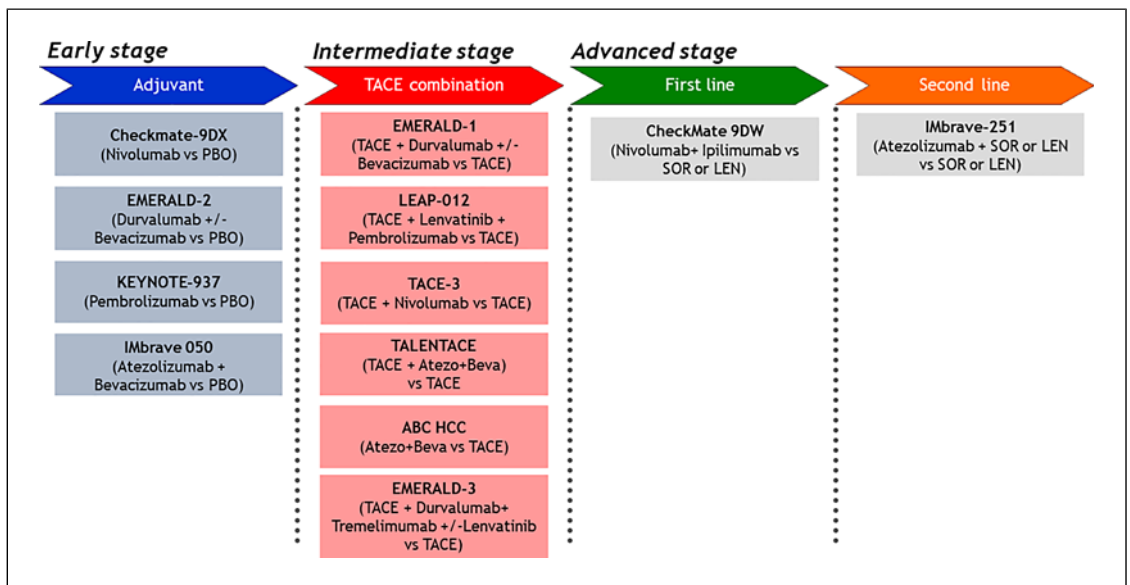 Early stage
Intermediate stage
Advanced stage
Adjuvant
TACE combination
First line
Second line
Checkmate-9DX
(Nivolumab vs PBO)
EMERALD-2
(Durvalumab +/-
Bevacizumab vs PBO)
KEYNOTE-937
(Pembrolizumab vs PBO)
IMbrave 050
(Atezolizumab +
Bevacizumab vs PBO)
EMERALD-1
(TACE + Durvalumab +/-
Bevacizumab vs TACE)
LEAP-012
(TACE + Lenvatinib +
Pembrolizumab vs TACE)
TACE-3
(TACE + Nivolumab vs TACE)
TALENTACE
(TACE + Atezo+Beva)
vs TACE
ABC HCC
(Atezo+Beva vs TACE)
EMERALD-3
(TACE + Durvalumab+
Tremelimumab +/-Lenvatinib
vs TACE)
CheckMate 9DW
(Nivolumab+ Ipilimumab vs
SOR or LEN)
IMbrave-251
(Atezolizumab + SOR or LEN
vs SOR or LEN)